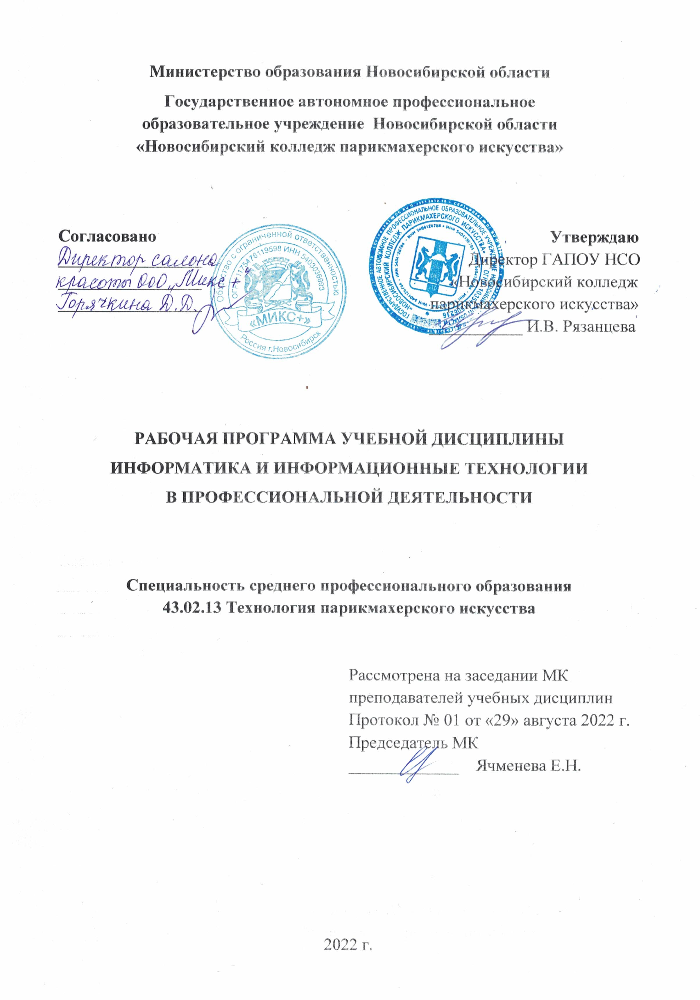 Министерство образования Новосибирской области
Государственное автономное профессиональное
образовательное учреждение Новосибирской области
«Новосибирский колледж парикмахерского искусства»
Согласовано
Директор салона
красоты ООО „Микс+"
Горячкина Д.Д.
Общество с ограниченной ответственностью
ОГРН 1175476119598 ИНН 5403036993
«МИКС+»
Россия г.Новосибирск
ГОСУДАРСТВЕННОЕ АВТОНОМНОЕ ПРОФЕССИОНАЛЬНОЕ ОБРАЗОВАТЕЛЬНОЕ УЧРЕЖДЕНИЕ
«НОВОСИБИРСКИЙ КОЛЛЕДЖ ПАРИКМАХЕРСКОГО ИСКУССТВА»
ИНН 5404126784
Утверждаю
Директор ГАПОУ НСО
«Новосибирский колледж
парикмахерского искусства»
И.В. Рязанцева
РАБОЧАЯ ПРОГРАММА УЧЕБНОЙ ДИСЦИПЛИНЫ
ИНФОРМАТИКА И ИНФОРМАЦИОННЫЕ ТЕХНОЛОГИИ
В ПРОФЕССИОНАЛЬНОЙ ДЕЯТЕЛЬНОСТИ
Специальность среднего профессионального образования
43.02.13 Технология парикмахерского искусства
Рассмотрена на заседании МК
преподавателей учебных дисциплин
Протокол № 01 от «29» августа 2022 г.
Председатель МК
Ячменева Е.Н.
2022 г.